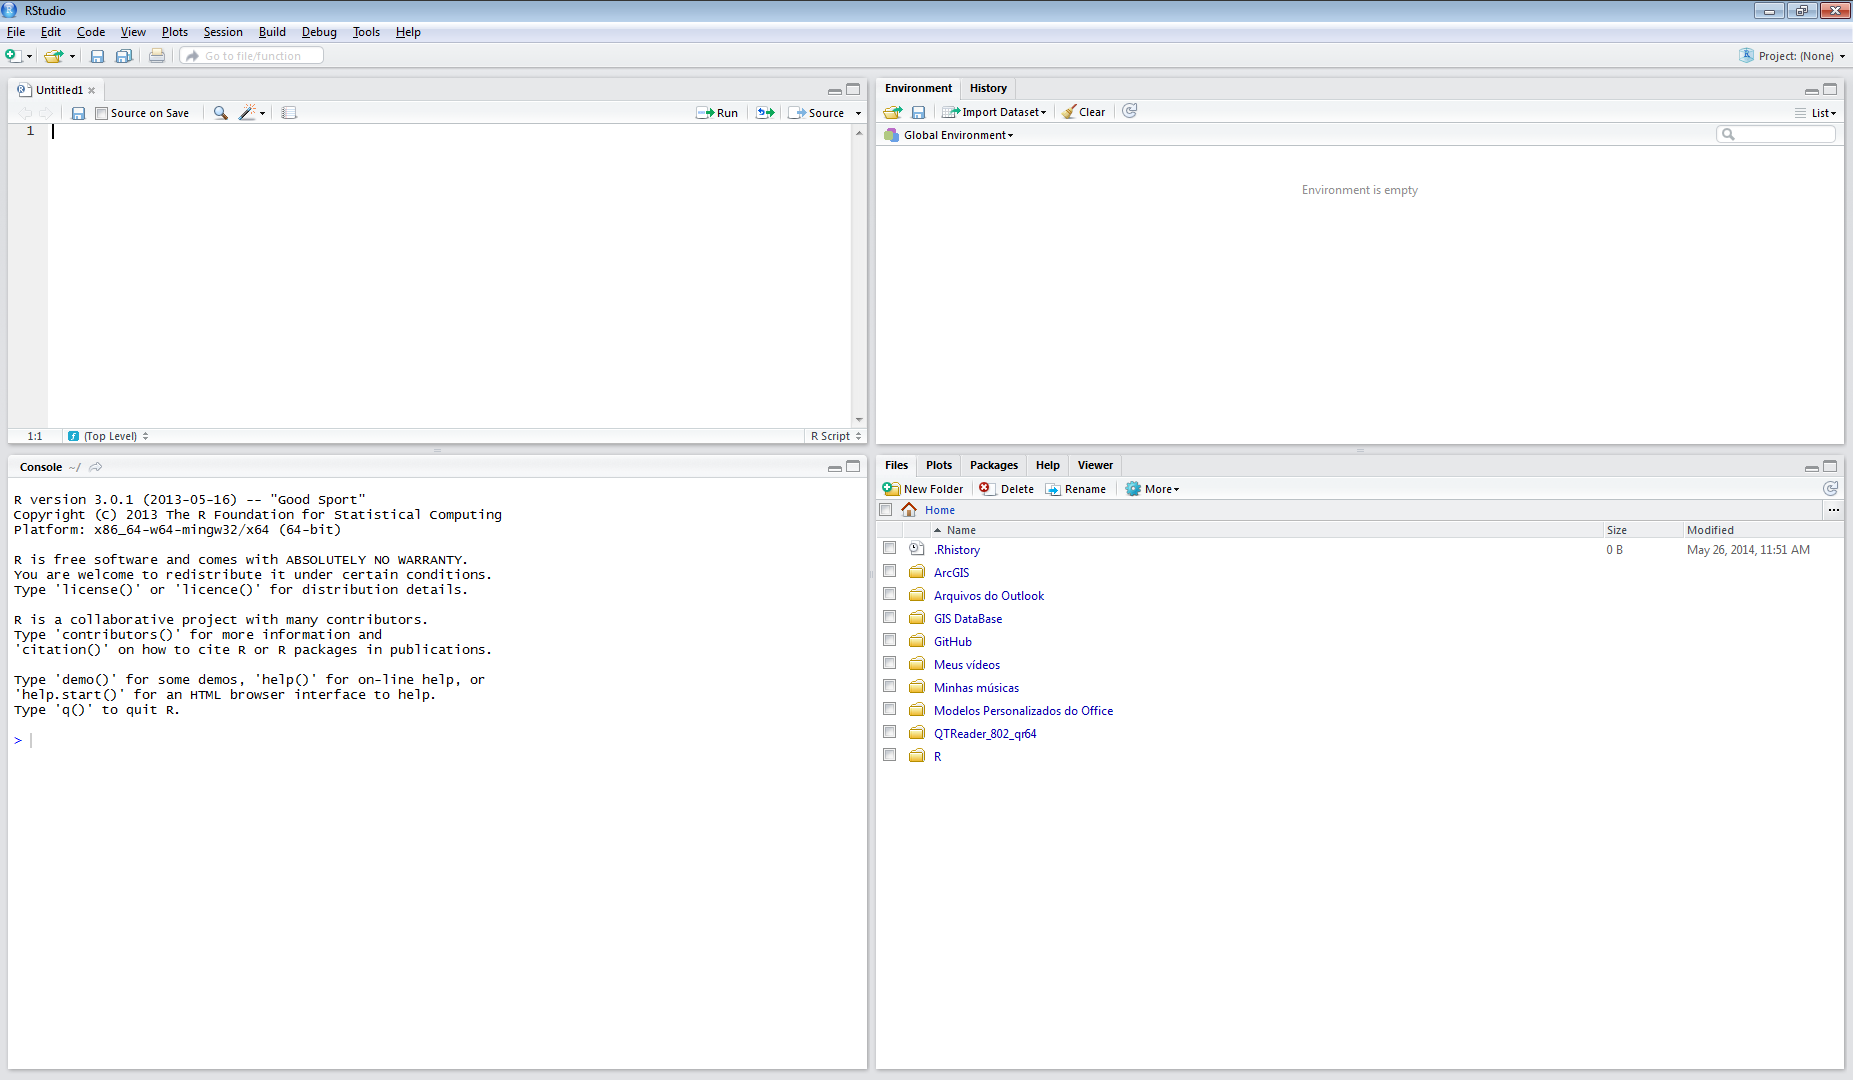 RStudio
File Edit Code View Plots Session Build Debug Tools Help
Go to file/function
Project: (None)
Untitled1
Source on Save
Run
Source
1
1:1
(Top Level)
R Script
Console ~/
R version 3.0.1 (2013-05-16) -- "Good Sport"
Copyright (C) 2013 The R Foundation for Statistical Computing
Platform: x86_64-w64-mingw32/x64 (64-bit)
R is free software and comes with ABSOLUTELY NO WARRANTY.
You are welcome to redistribute it under certain conditions.
Type 'license()' or 'licence()' for distribution details.
R is a collaborative project with many contributors.
Type 'contributors()' for more information and
'citation()' on how to cite R or R packages in publications.
Type 'demo()' for some demos, 'help()' for on-line help, or
'help.start()' for an HTML browser interface to help.
Type 'q()' to quit R.
>
Environment History
Import Dataset Clear
List
Global Environment
Environment is empty
Files Plots Packages Help Viewer
New Folder Delete Rename More
Home
...
Name Size Modified
.Rhistory 0 B May 26, 2014, 11:51 AM
ArcGIS
Arquivos do Outlook
GIS DataBase
GitHub
Meus vídeos
Minhas músicas
Modelos Personalizados do Office
QTReader_802_qr64
R